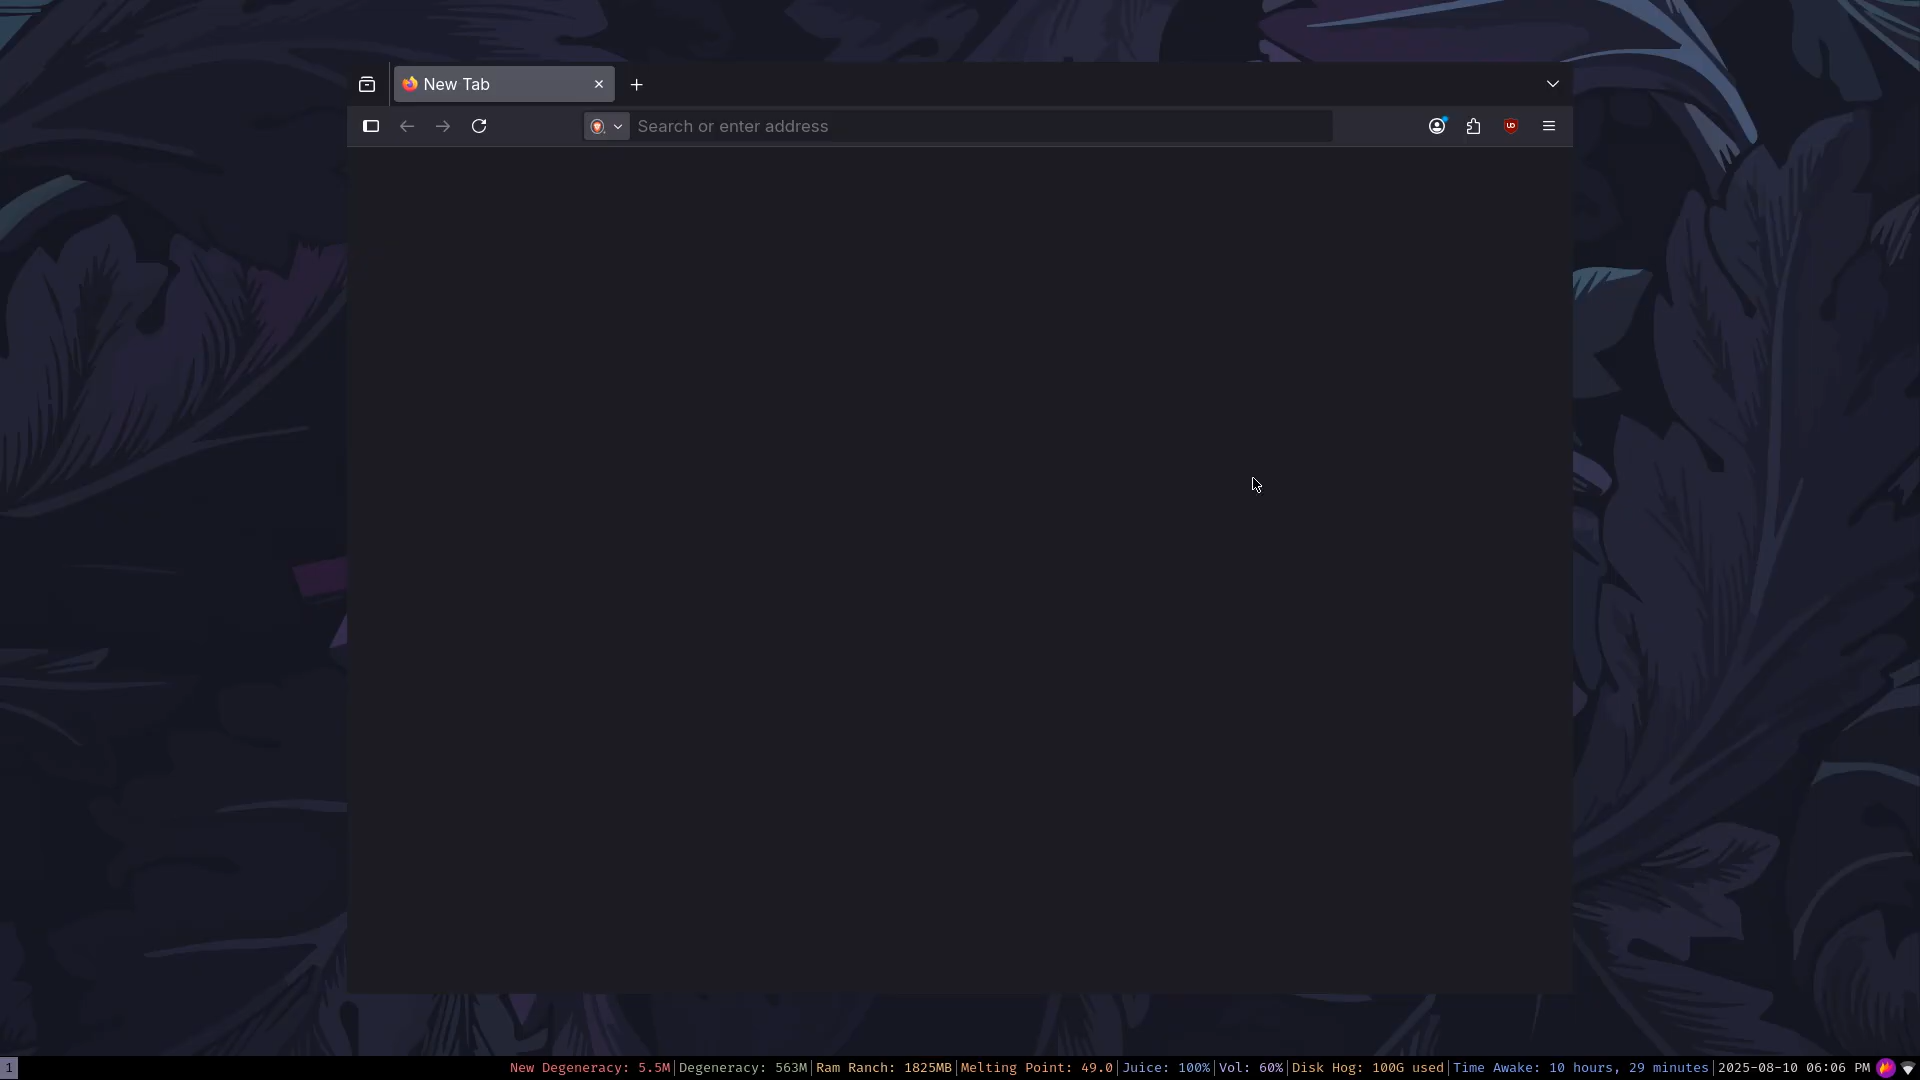 New Tab
Search or enter address
1
New Degeneracy: 5.5M|Degeneracy: 563M|Ram Ranch: 1825MB|Melting Point: 49.0|Juice: 100%|Vol: 60%|Disk Hog: 100G used|Time Awake: 10 hours, 29 minutes|2025-08-10 06:06 PM